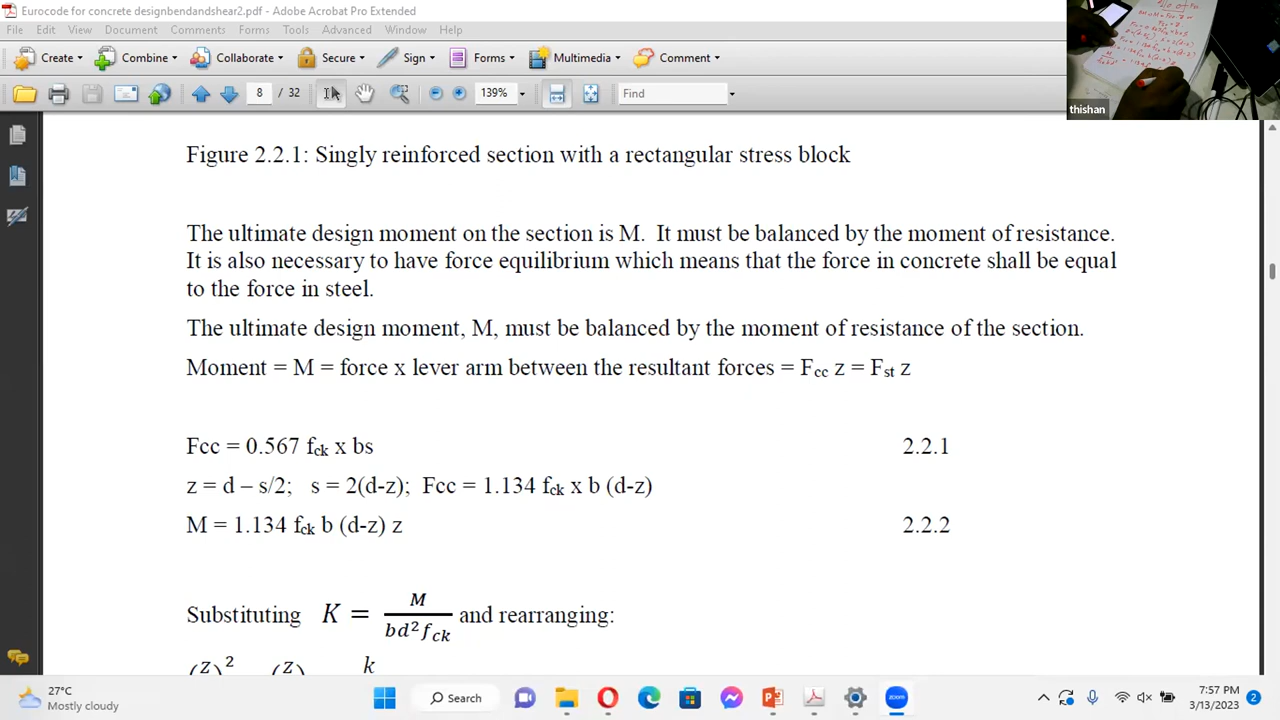 Eurocode for concrete designbendandshear2.pdf - Adobe Acrobat Pro Extended
File Edit View Document Comments Forms Tools Advanced Window Help
Create Combine Collaborate Secure Sign Forms Multimedia Comment
8 / 32 139% Find
thishan
Figure 2.2.1: Singly reinforced section with a rectangular stress block
The ultimate design moment on the section is M. It must be balanced by the moment of resistance.
It is also necessary to have force equilibrium which means that the force in concrete shall be equal
to the force in steel.
The ultimate design moment, M, must be balanced by the moment of resistance of the section.
Moment = M = force x lever arm between the resultant forces = Fcc z = Fst z
Fcc = 0.567 fck x bs 2.2.1
z = d – s/2; s = 2(d-z); Fcc = 1.134 fck x b (d-z)
M = 1.134 fck b (d-z) z 2.2.2
Substituting K = M / bd²fck and rearranging:
(z)² (z) k
27°C
Mostly cloudy
Search
zoom
7:57 PM
3/13/2023
2